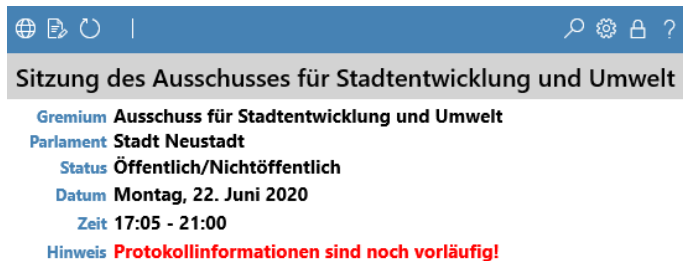 Sitzung des Ausschusses für Stadtentwicklung und Umwelt
Gremium Ausschuss für Stadtentwicklung und Umwelt
Parlament Stadt Neustadt
Status Öffentlich/Nichtöffentlich
Datum Montag, 22. Juni 2020
Zeit 17:05 - 21:00
Hinweis Protokollinformationen sind noch vorläufig!